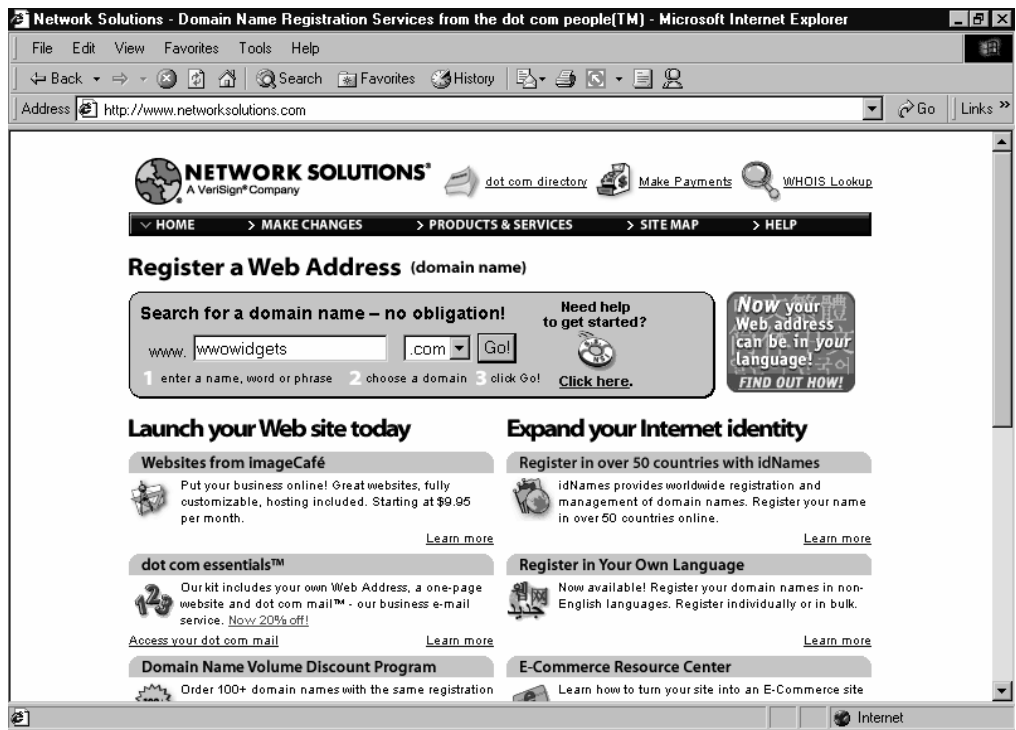 Network Solutions - Domain Name Registration Services from the dot com people(TM) - Microsoft Internet Explorer
File Edit View Favorites Tools Help
Back Search Favorites History
Address http://www.networksolutions.com Go Links »
NETWORK SOLUTIONS®
A VeriSign® Company
dot com directory Make Payments WHOIS Lookup
HOME > MAKE CHANGES > PRODUCTS & SERVICES > SITE MAP > HELP
Register a Web Address (domain name)
Search for a domain name – no obligation!
www. wwowidgets .com Go!
1 enter a name, word or phrase 2 choose a domain 3 click Go!
Need help
to get started?
Click here.
Now your
Web address
can be in your
language!
FIND OUT HOW!
Launch your Web site today
Websites from imageCafé
Put your business online! Great websites, fully
customizable, hosting included. Starting at $9.95
per month.
Learn more
dot com essentials™
Our kit includes your own Web Address, a one-page
website and dot com mail™ - our business e-mail
service. Now 20% off!
Access your dot com mail Learn more
Domain Name Volume Discount Program
Order 100+ domain names with the same registration
Expand your Internet identity
Register in over 50 countries with idNames
idNames provides worldwide registration and
management of domain names. Register your name
in over 50 countries online.
Learn more
Register in Your Own Language
Now available! Register your domain names in non-
English languages. Register individually or in bulk.
Learn more
E-Commerce Resource Center
Learn how to turn your site into an E-Commerce site
Internet